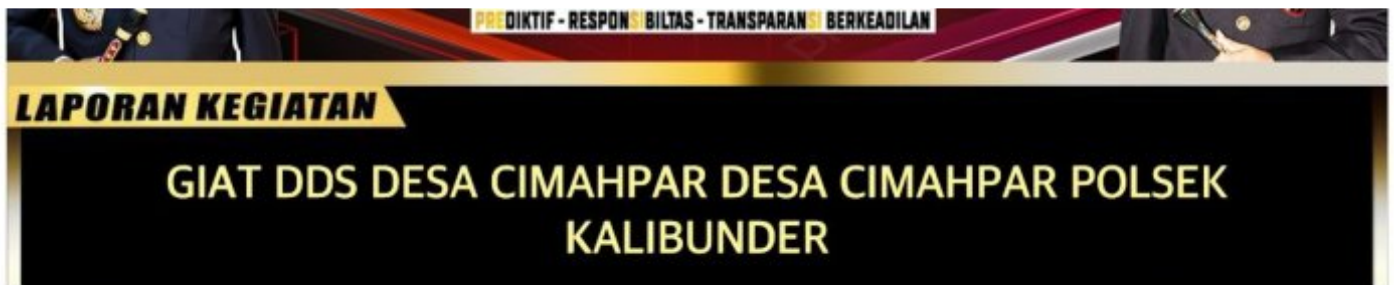 PREDIKTIF - RESPONSIBILTAS - TRANSPARANSI BERKEADILAN
LAPORAN KEGIATAN
GIAT DDS DESA CIMAHPAR DESA CIMAHPAR POLSEK
KALIBUNDER